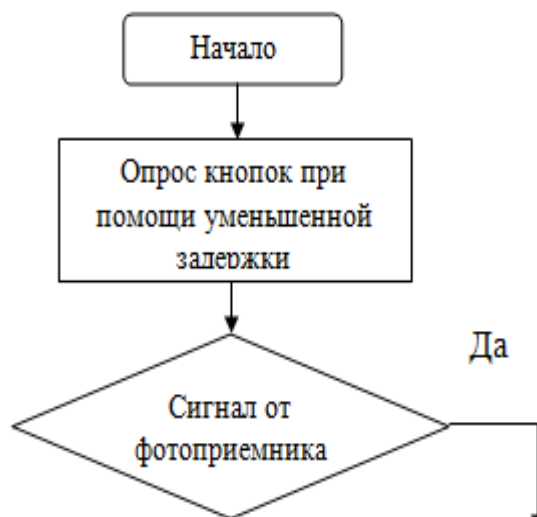 Начало
Опрос кнопок при
помощи уменьшенной
задержки
Да
Сигнал от
фотоприемника